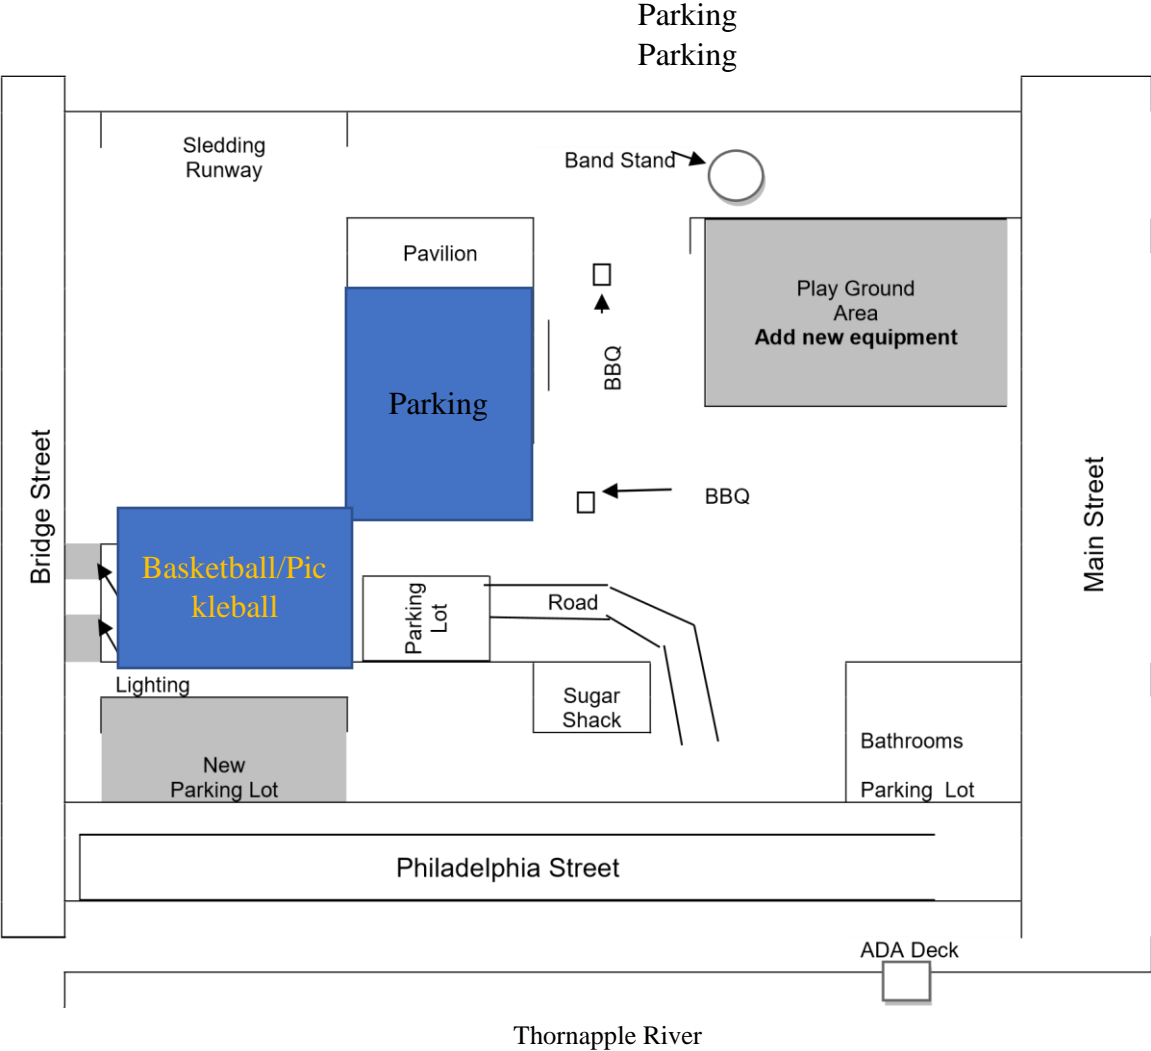 Parking
Parking
Sledding
Runway
Band Stand
Pavilion
Play Ground
Area
Add new equipment
BBQ
Parking
BBQ
Bridge Street
Main Street
Basketball/Pic
kleball
Parking
Lot
Road
Lighting
Sugar
Shack
New
Parking Lot
Bathrooms
Parking Lot
Philadelphia Street
ADA Deck
Thornapple River